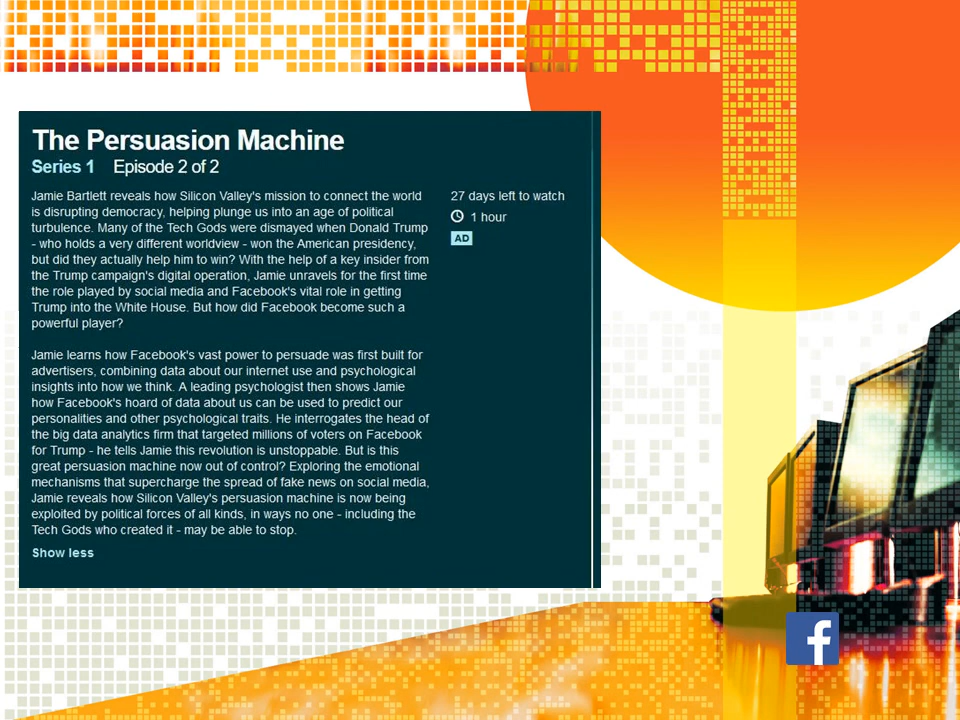 The Persuasion Machine
Series 1 Episode 2 of 2
Jamie Bartlett reveals how Silicon Valley's mission to connect the world
is disrupting democracy, helping plunge us into an age of political
turbulence. Many of the Tech Gods were dismayed when Donald Trump
- who holds a very different worldview - won the American presidency,
but did they actually help him to win? With the help of a key insider from
the Trump campaign's digital operation, Jamie unravels for the first time
the role played by social media and Facebook's vital role in getting
Trump into the White House. But how did Facebook become such a
powerful player?
Jamie learns how Facebook's vast power to persuade was first built for
advertisers, combining data about our internet use and psychological
insights into how we think. A leading psychologist then shows Jamie
how Facebook's hoard of data about us can be used to predict our
personalities and other psychological traits. He interrogates the head of
the big data analytics firm that targeted millions of voters on Facebook
for Trump - he tells Jamie this revolution is unstoppable. But is this
great persuasion machine now out of control? Exploring the emotional
mechanisms that supercharge the spread of fake news on social media,
Jamie reveals how Silicon Valley's persuasion machine is now being
exploited by political forces of all kinds, in ways no one - including the
Tech Gods who created it - may be able to stop.
Show less
27 days left to watch
1 hour
AD
f